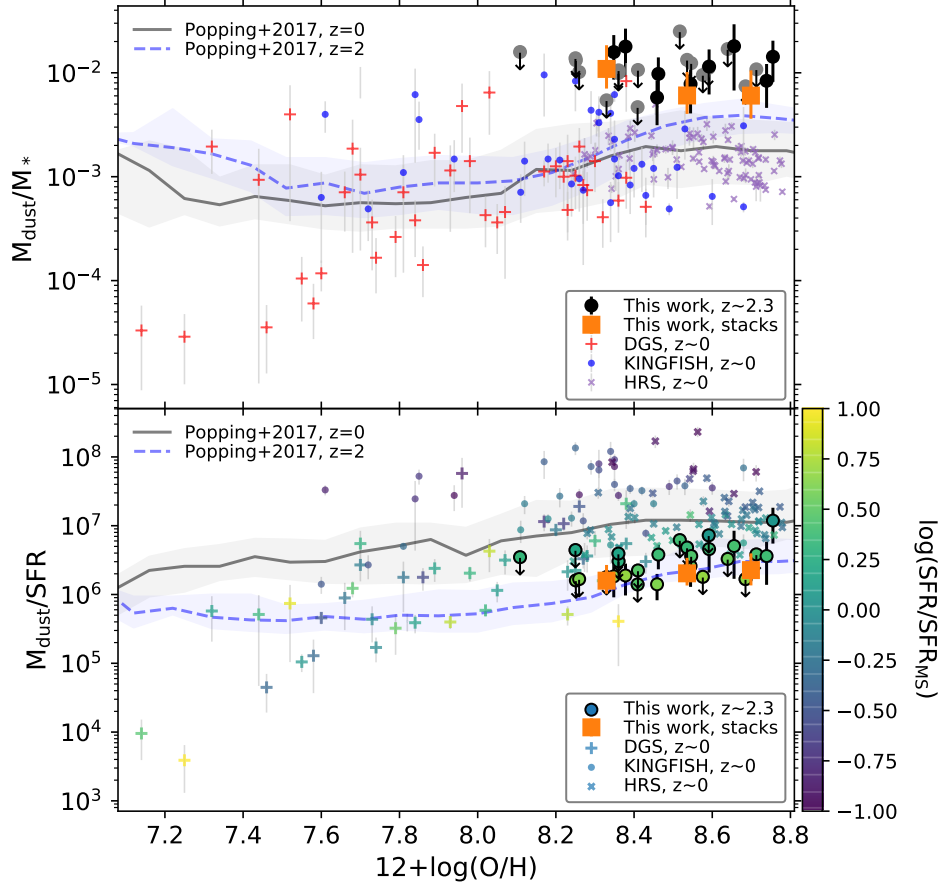 Popping+2017, z=0
Popping+2017, z=2
10⁻²
10⁻³
10⁻⁴
10⁻⁵
M_dust/M_*
This work, z~2.3
This work, stacks
DGS, z~0
KINGFISH, z~0
HRS, z~0
Popping+2017, z=0
Popping+2017, z=2
10⁸
10⁷
10⁶
10⁵
10⁴
10³
M_dust/SFR
This work, z~2.3
This work, stacks
DGS, z~0
KINGFISH, z~0
HRS, z~0
7.2 7.4 7.6 7.8 8.0 8.2 8.4 8.6 8.8
12+log(O/H)
1.00
0.75
0.50
0.25
0.00
−0.25
−0.50
−0.75
−1.00
log(SFR/SFR_MS)